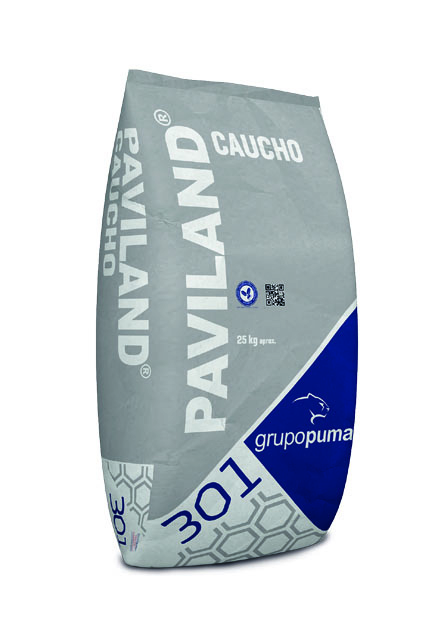 PAVILAND®
CAUCHO
PAVILAND®
CAUCHO
25 kg aprox.
grupopuma
301
301